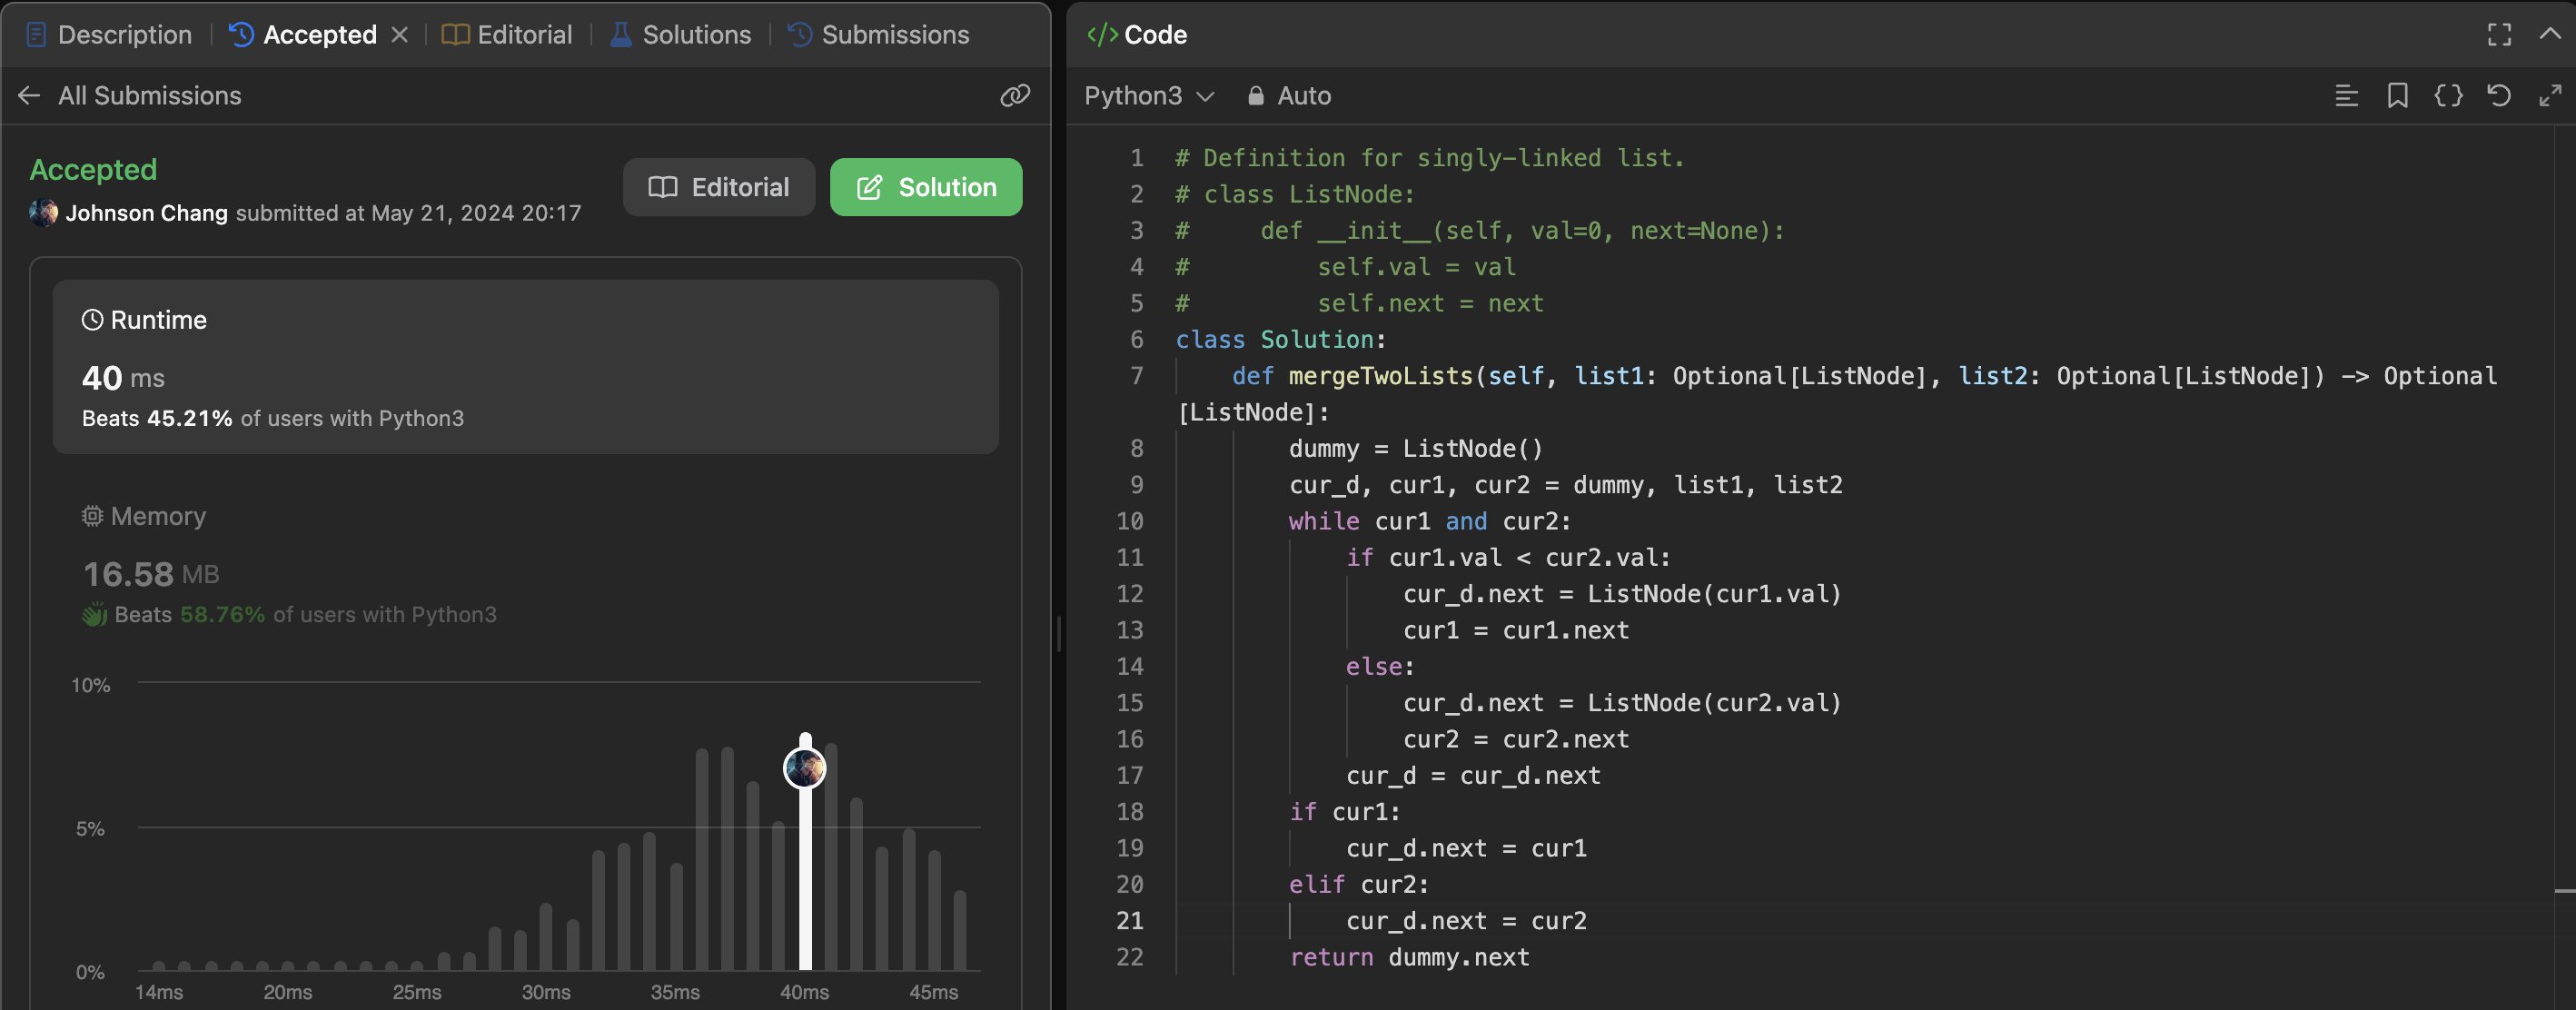 Description
Accepted
Editorial
Solutions
Submissions
All Submissions
Accepted
Johnson Chang submitted at May 21, 2024 20:17
Editorial
Solution
Runtime
40 ms
Beats 45.21% of users with Python3
Memory
16.58 MB
Beats 58.76% of users with Python3
10%
5%
0%
14ms 20ms 25ms 30ms 35ms 40ms 45ms
</> Code
Python3
Auto
1 # Definition for singly-linked list.
2 # class ListNode:
3 #     def __init__(self, val=0, next=None):
4 #         self.val = val
5 #         self.next = next
6 class Solution:
7     def mergeTwoLists(self, list1: Optional[ListNode], list2: Optional[ListNode]) -> Optional
[ListNode]:
8         dummy = ListNode()
9         cur_d, cur1, cur2 = dummy, list1, list2
10         while cur1 and cur2:
11             if cur1.val < cur2.val:
12                 cur_d.next = ListNode(cur1.val)
13                 cur1 = cur1.next
14             else:
15                 cur_d.next = ListNode(cur2.val)
16                 cur2 = cur2.next
17             cur_d = cur_d.next
18         if cur1:
19             cur_d.next = cur1
20         elif cur2:
21             cur_d.next = cur2
22         return dummy.next